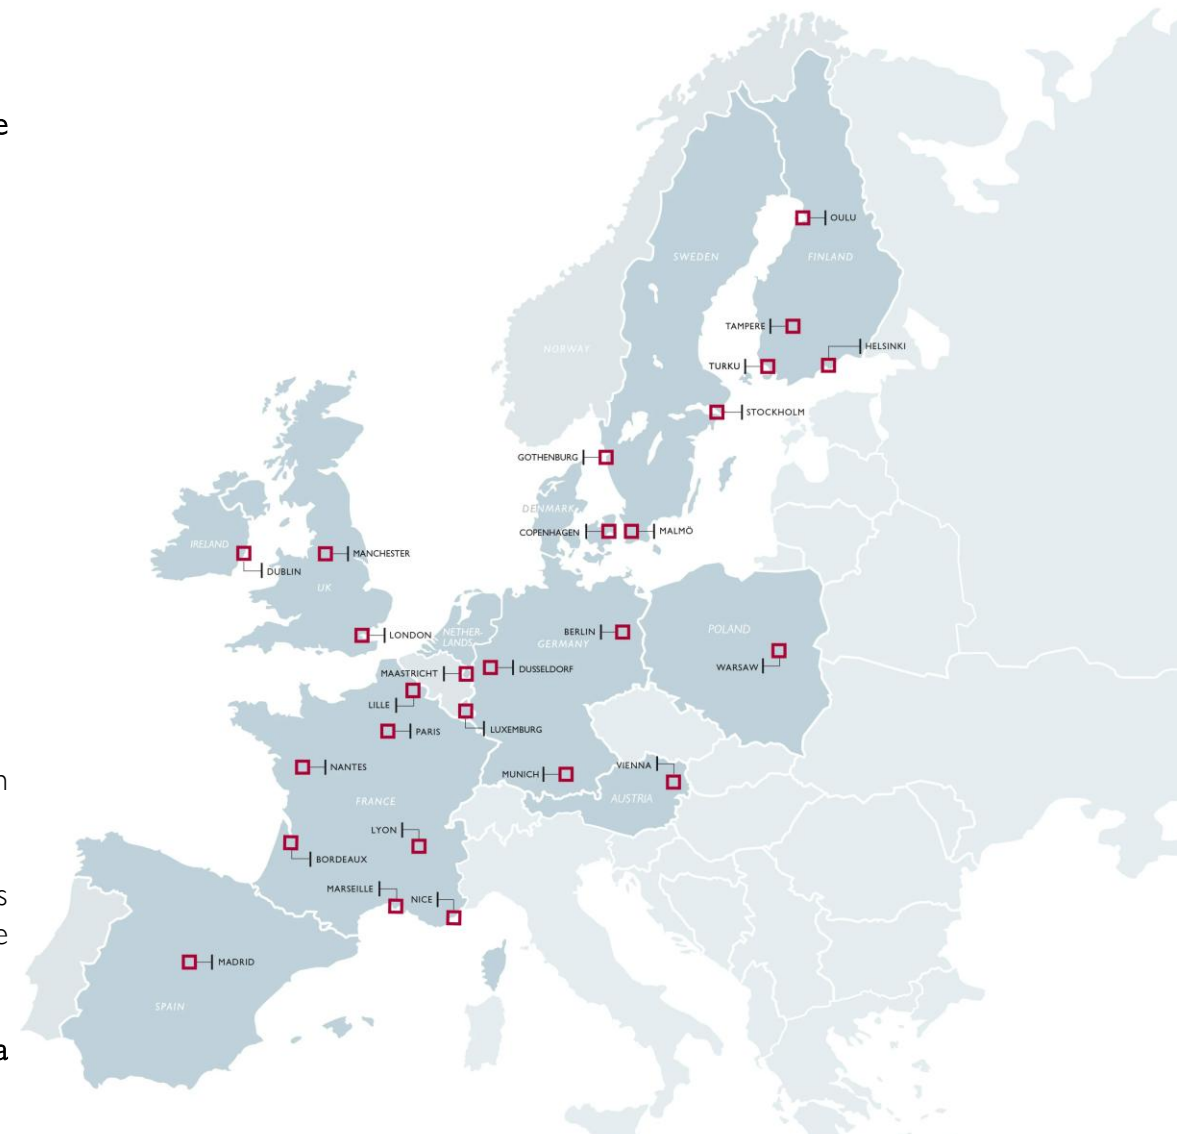 e
OULU
SWEDEN
FINLAND
TAMPERE
HELSINKI
NORWAY
TURKU
STOCKHOLM
GOTHENBURG
DENMARK
COPENHAGEN
MALMÖ
IRELAND
MANCHESTER
DUBLIN
UK
LONDON
NETHER-
LANDS
BERLIN
GERMANY
POLAND
WARSAW
MAASTRICHT
DUSSELDORF
LILLE
PARIS
LUXEMBURG
NANTES
VIENNA
MUNICH
n
FRANCE
AUSTRIA
LYON
BORDEAUX
MARSEILLE
NICE
s
e
MADRID
SPAIN
a